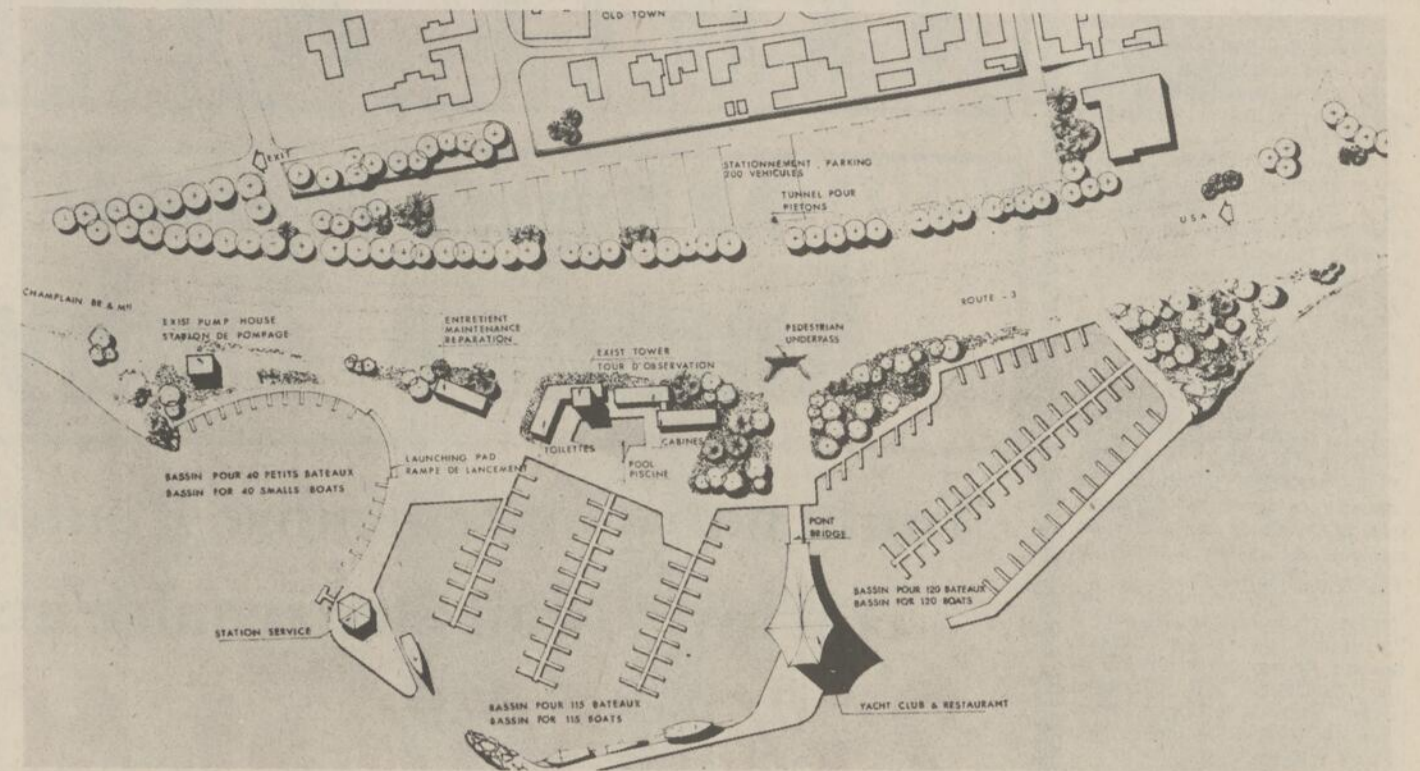 OLD TOWN
EXIT
STATIONNEMENT . PARKING
200 VEHICULES
TUNNEL POUR
PIETONS
USA
CHAMPLAIN BR & MTL
ROUTE - 3
EXIST PUMP HOUSE
STATION DE POMPAGE
ENTRETIENT
MAINTENANCE
REPARATION
PEDESTRIAN
UNDERPASS
EXIST TOWER
TOUR D'OBSERVATION
TOILETTES
CABINES
POOL
PISCINE
LAUNCHING PAD
RAMPE DE LANCEMENT
BASSIN POUR 40 PETITS BATEAUX
BASSIN FOR 40 SMALLS BOATS
PONT
BRIDGE
BASSIN POUR 120 BATEAUX
BASSIN FOR 120 BOATS
STATION SERVICE
BASSIN POUR 115 BATEAUX
BASSIN FOR 115 BOATS
YACHT CLUB & RESTAURANT